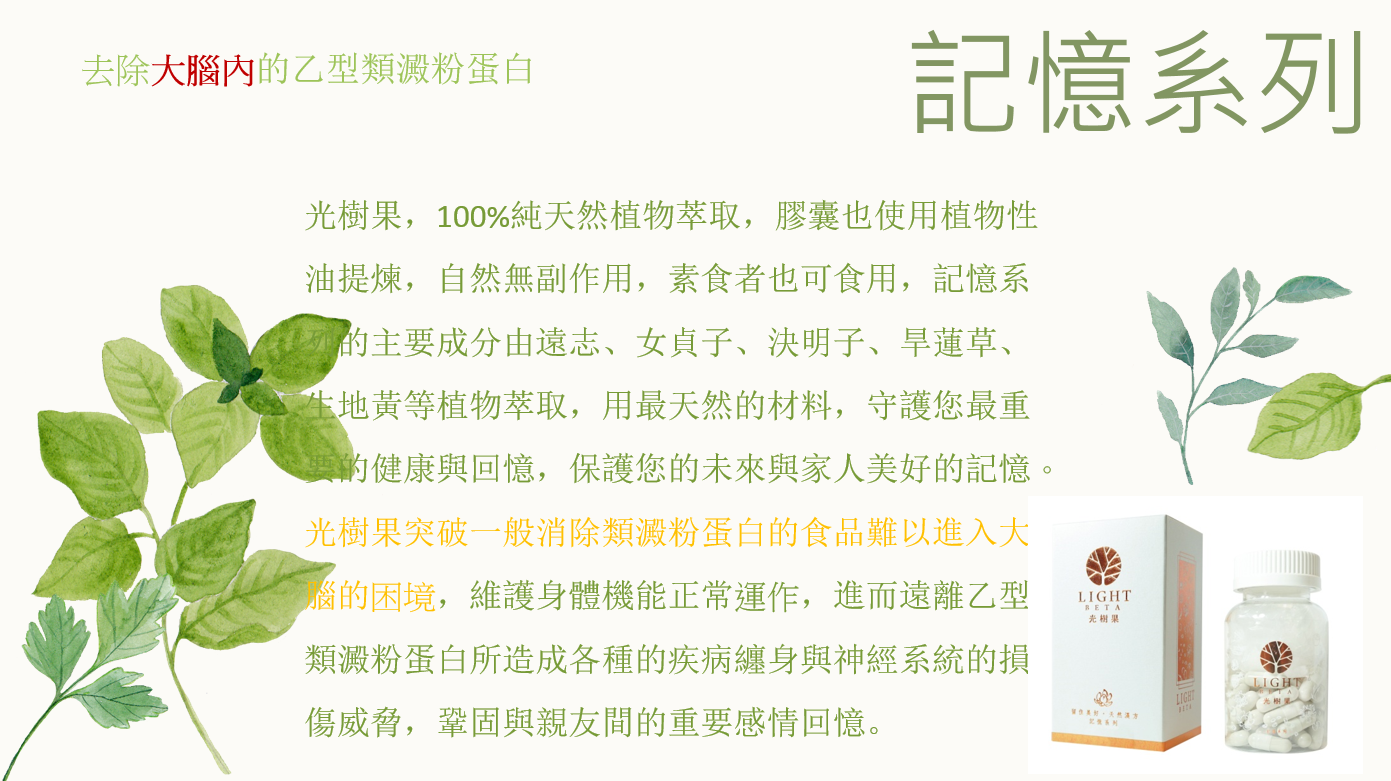 去除大腦內的乙型類澱粉蛋白
記憶系列
光樹果，100%純天然植物萃取，膠囊也使用植物性
油提煉，自然無副作用，素食者也可食用，記憶系
列的主要成分由遠志、女貞子、決明子、旱蓮草、
生地黃等植物萃取，用最天然的材料，守護您最重
要的健康與回憶，保護您的未來與家人美好的記憶。
光樹果突破一般消除類澱粉蛋白的食品難以進入大
腦的困境，維護身體機能正常運作，進而遠離乙型
類澱粉蛋白所造成各種的疾病纏身與神經系統的損
傷威脅，鞏固與親友間的重要感情回憶。
LIGHT
BETA
光樹果
記憶系列
LIGHT
BETA
LIGHT
BETA
光樹果